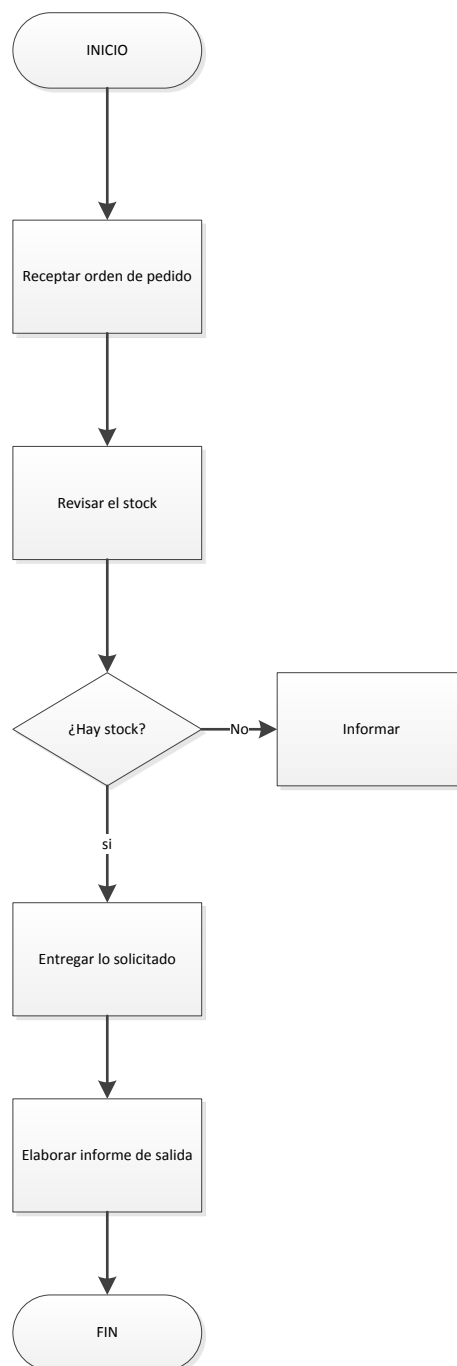 INICIO
Receptar orden de pedido
Revisar el stock
¿Hay stock?
No
Informar
si
Entregar lo solicitado
Elaborar informe de salida
FIN